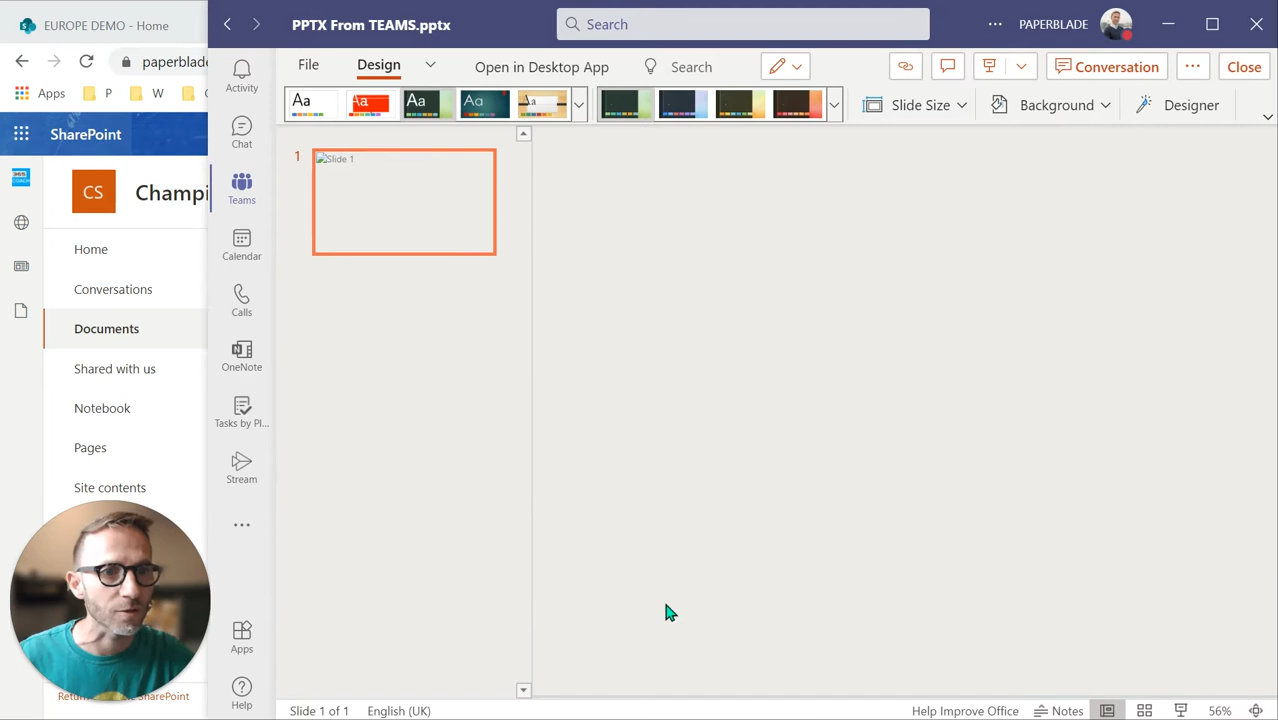 EUROPE DEMO - Home
paperblade
Apps
P
W
SharePoint
CS
Champi
Home
Conversations
Documents
Shared with us
Notebook
Pages
Site contents
SharePoint
PPTX From TEAMS.pptx
Search
PAPERBLADE
Activity
Chat
Teams
Calendar
Calls
OneNote
Tasks by Pl...
Stream
Apps
Help
File
Design
Open in Desktop App
Search
Conversation
Close
Aa
Aa
Aa
Aa
Aa
Slide Size
Background
Designer
1
Slide 1
Slide 1 of 1
English (UK)
Help Improve Office
Notes
56%